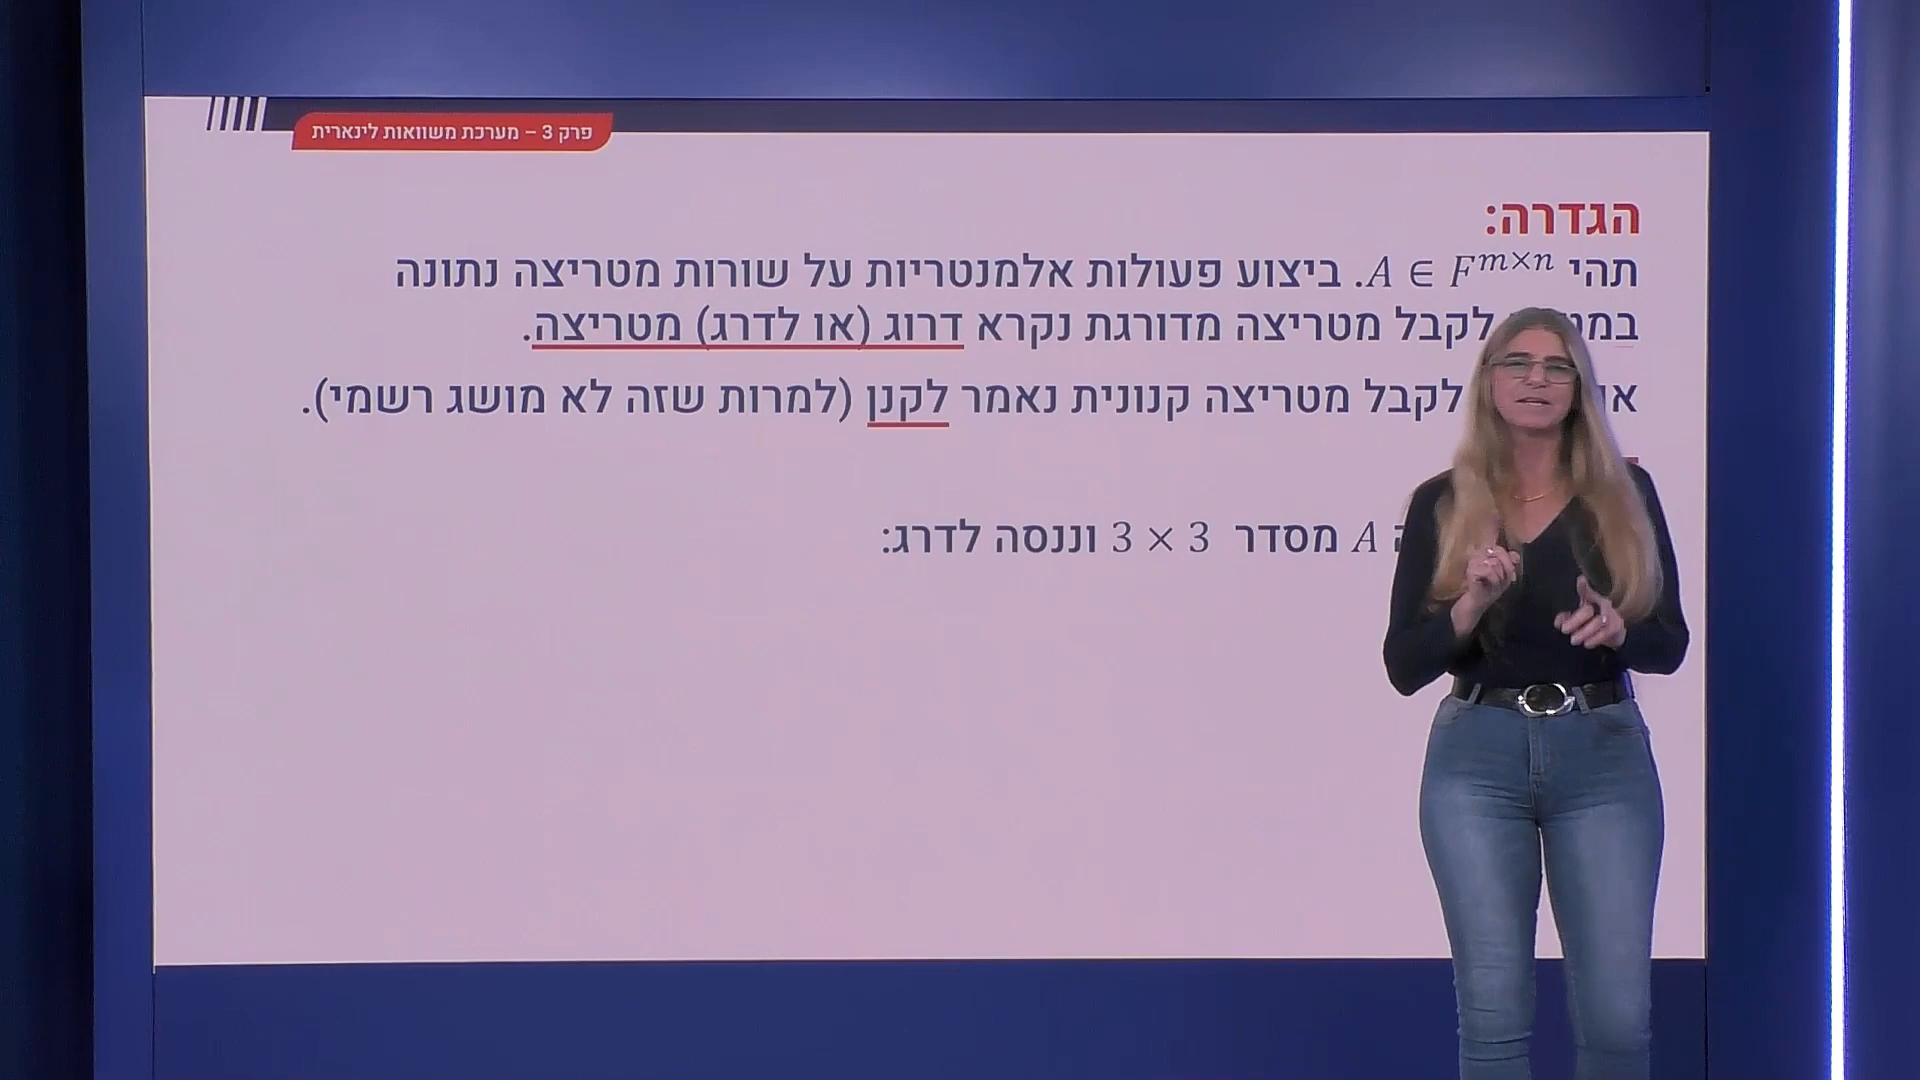 פרק 3 – מערכת משוואות לינארית
הגדרה:
תהי A ∈ F^{m×n}. ביצוע פעולות אלמנטריות על שורות מטריצה נתונה
לקבל מטריצה מדורגת נקרא דרוג (או לדרג) מטריצה.
לקבל מטריצה קנונית נאמר לקנן (למרות שזה לא מושג רשמי).
A מסדר 3 × 3 וננסה לדרג: